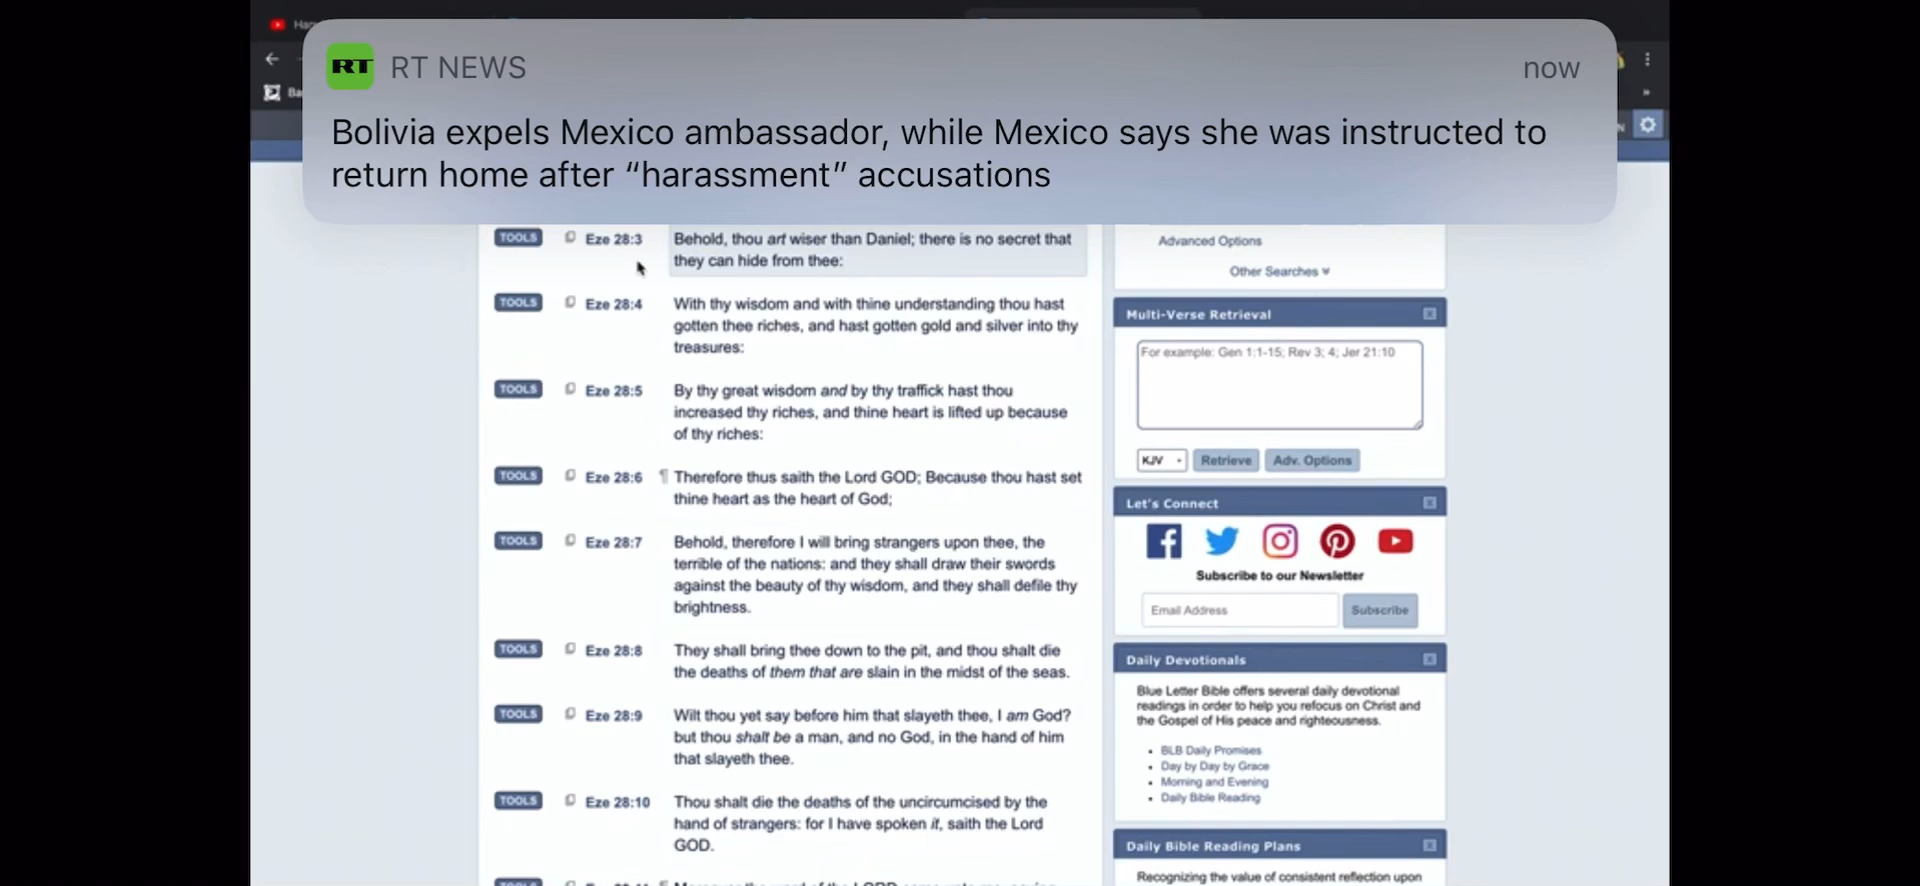 RT NEWS
now
Bolivia expels Mexico ambassador, while Mexico says she was instructed to
return home after “harassment” accusations
TOOLS Eze 28:3 Behold, thou art wiser than Daniel; there is no secret that
they can hide from thee:
TOOLS Eze 28:4 With thy wisdom and with thine understanding thou hast
gotten thee riches, and hast gotten gold and silver into thy
treasures:
TOOLS Eze 28:5 By thy great wisdom and by thy traffick hast thou
increased thy riches, and thine heart is lifted up because
of thy riches:
TOOLS Eze 28:6 ¶ Therefore thus saith the Lord GOD; Because thou hast set
thine heart as the heart of God;
TOOLS Eze 28:7 Behold, therefore I will bring strangers upon thee, the
terrible of the nations: and they shall draw their swords
against the beauty of thy wisdom, and they shall defile thy
brightness.
TOOLS Eze 28:8 They shall bring thee down to the pit, and thou shalt die
the deaths of them that are slain in the midst of the seas.
TOOLS Eze 28:9 Wilt thou yet say before him that slayeth thee, I am God?
but thou shalt be a man, and no God, in the hand of him
that slayeth thee.
TOOLS Eze 28:10 Thou shalt die the deaths of the uncircumcised by the
hand of strangers: for I have spoken it, saith the Lord
GOD.
Advanced Options
Other Searches
Multi-Verse Retrieval
For example: Gen 1:1-15; Rev 3; 4; Jer 21:10
KJV Retrieve Adv. Options
Let's Connect
Subscribe to our Newsletter
Email Address Subscribe
Daily Devotionals
Blue Letter Bible offers several daily devotional
readings in order to help you refocus on Christ and
the Gospel of His peace and righteousness.
• BLB Daily Promises
• Day by Day by Grace
• Morning and Evening
• Daily Bible Reading
Daily Bible Reading Plans
Recognizing the value of consistent reflection upon